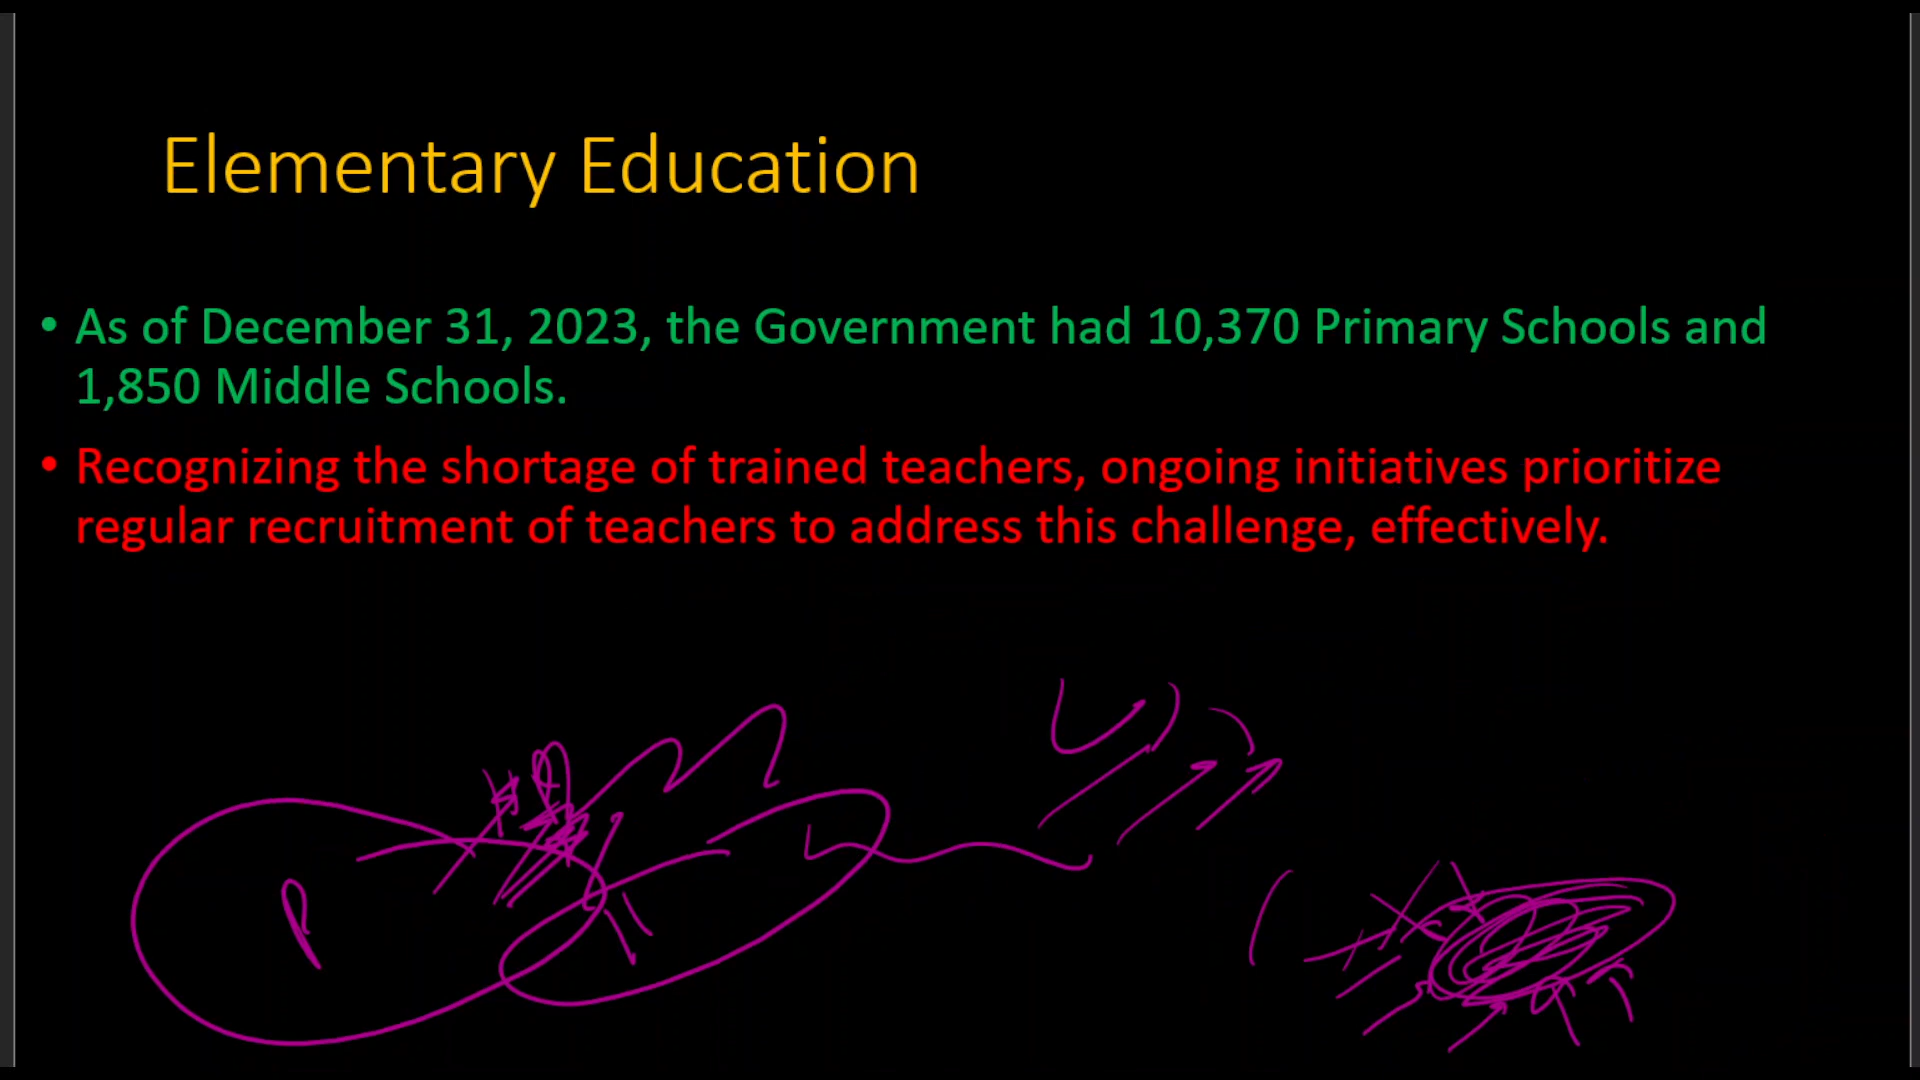 Elementary Education
• As of December 31, 2023, the Government had 10,370 Primary Schools and
1,850 Middle Schools.
• Recognizing the shortage of trained teachers, ongoing initiatives prioritize
regular recruitment of teachers to address this challenge, effectively.